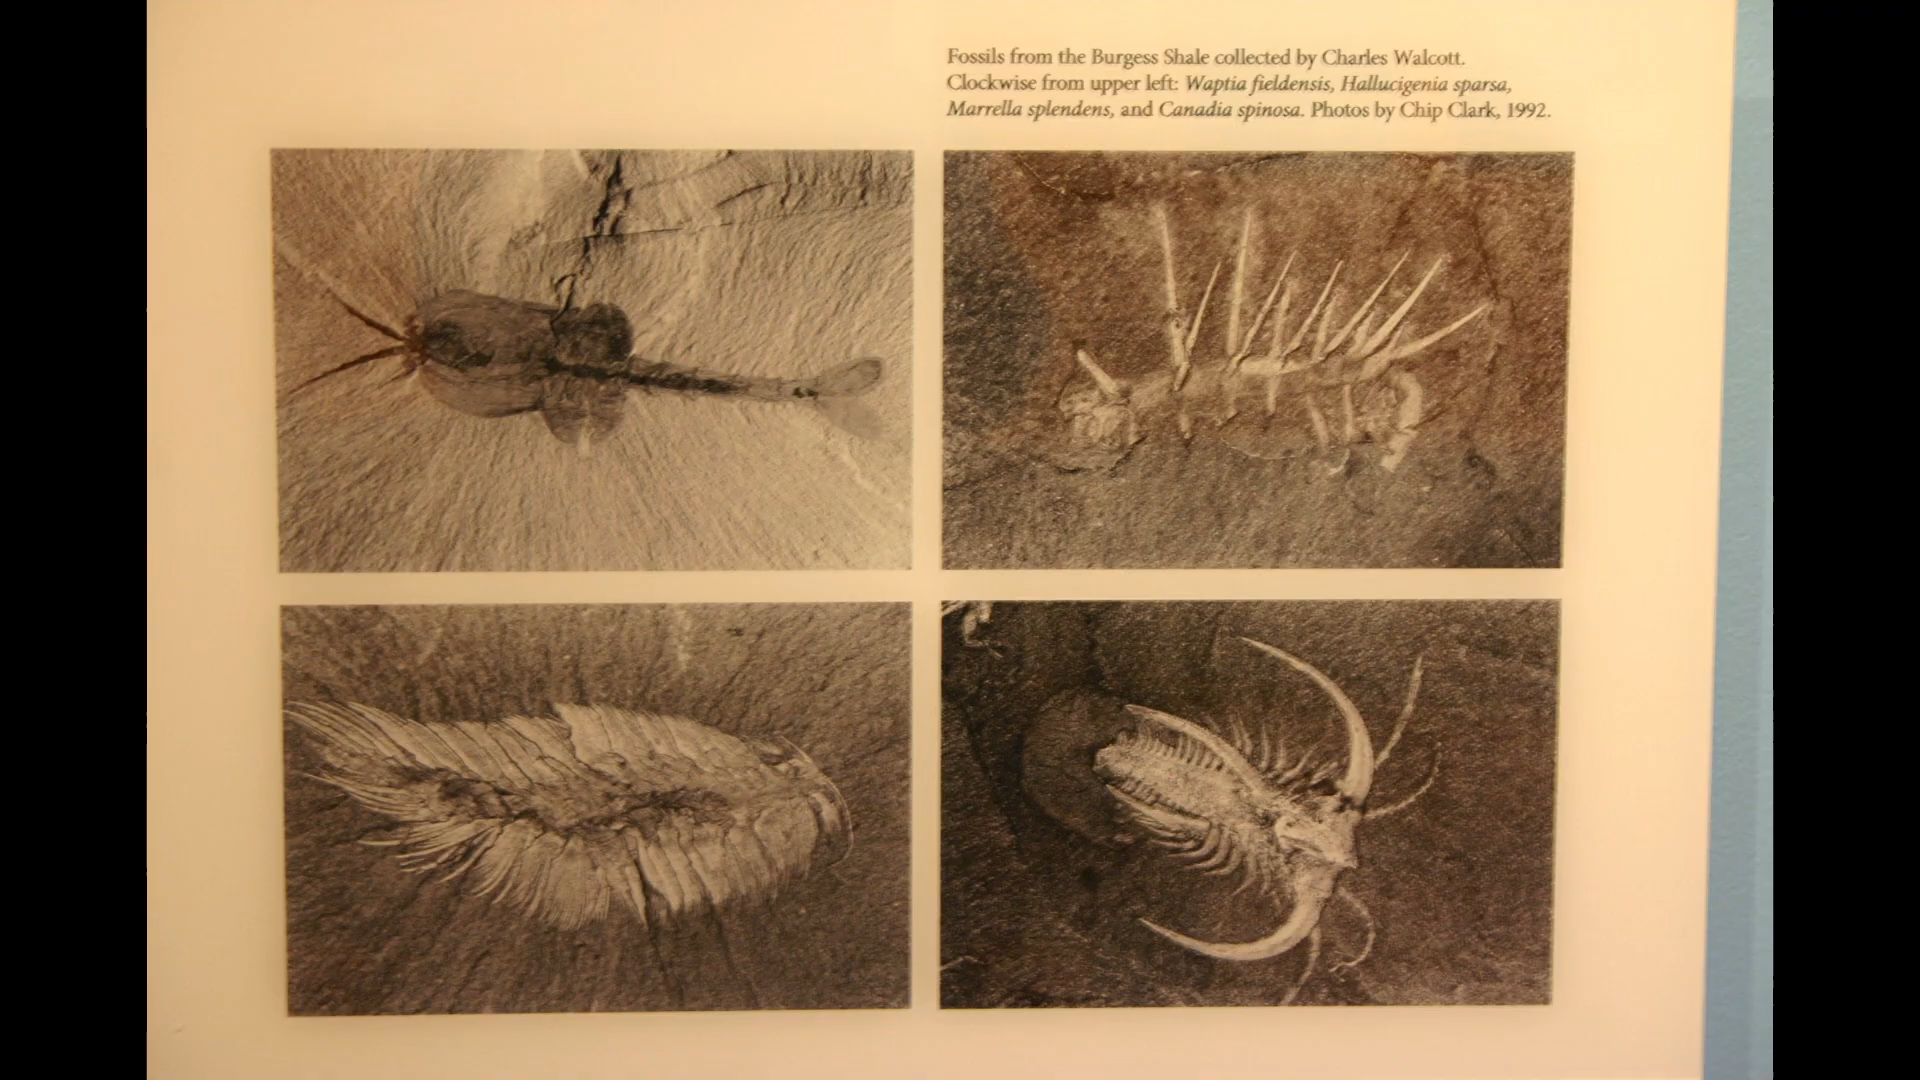 Fossils from the Burgess Shale collected by Charles Walcott.
Clockwise from upper left: Waptia fieldensis, Hallucigenia sparsa,
Marrella splendens, and Canadia spinosa. Photos by Chip Clark, 1992.